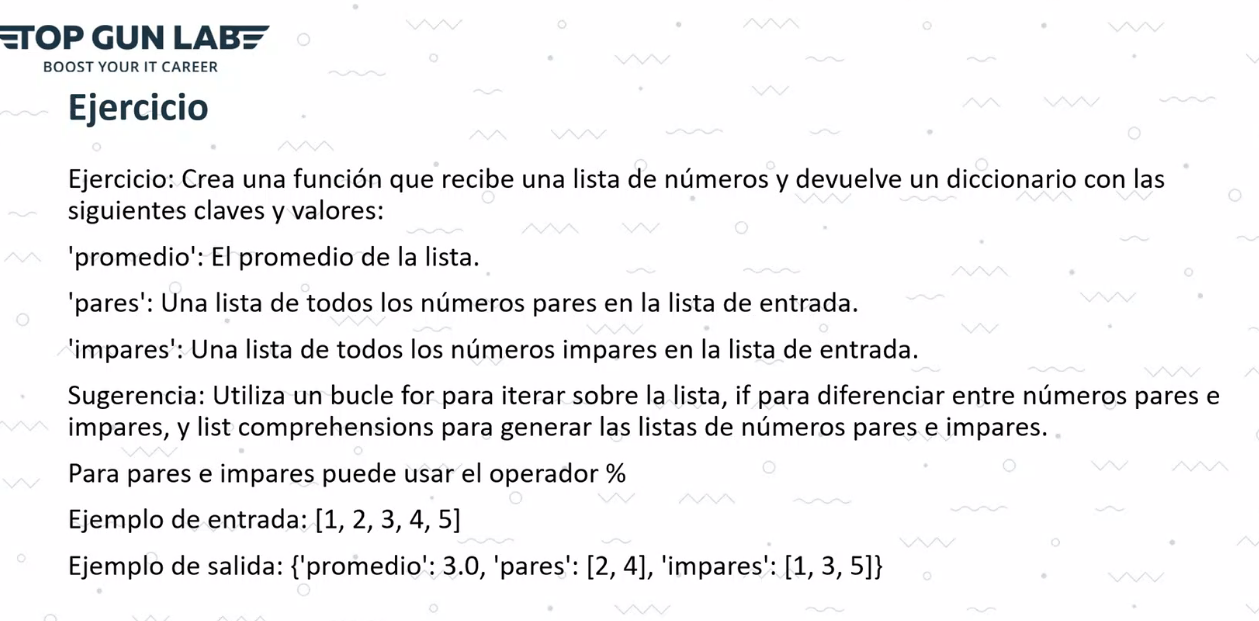 TOP GUN LAB
BOOST YOUR IT CAREER
Ejercicio
Ejercicio: Crea una función que recibe una lista de números y devuelve un diccionario con las
siguientes claves y valores:
'promedio': El promedio de la lista.
'pares': Una lista de todos los números pares en la lista de entrada.
'impares': Una lista de todos los números impares en la lista de entrada.
Sugerencia: Utiliza un bucle for para iterar sobre la lista, if para diferenciar entre números pares e
impares, y list comprehensions para generar las listas de números pares e impares.
Para pares e impares puede usar el operador %
Ejemplo de entrada: [1, 2, 3, 4, 5]
Ejemplo de salida: {'promedio': 3.0, 'pares': [2, 4], 'impares': [1, 3, 5]}